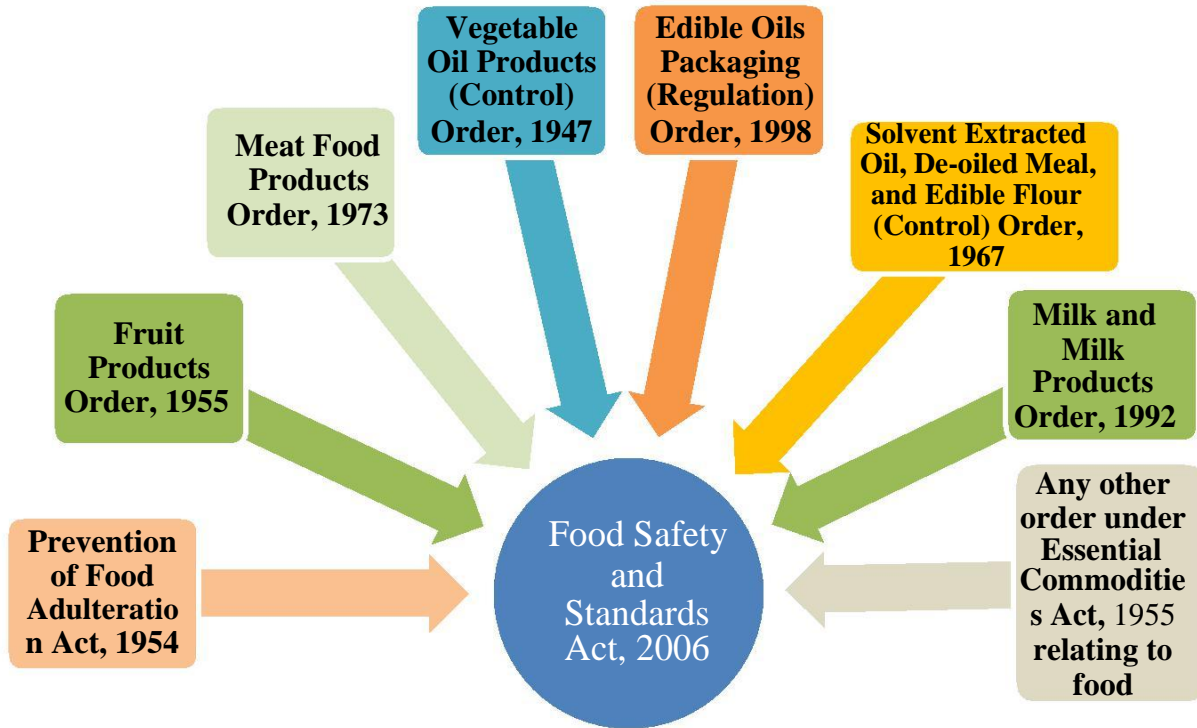 Prevention
of Food
Adulteratio
n Act, 1954
Fruit
Products
Order, 1955
Meat Food
Products
Order, 1973
Vegetable
Oil Products
(Control)
Order, 1947
Edible Oils
Packaging
(Regulation)
Order, 1998
Solvent Extracted
Oil, De-oiled Meal,
and Edible Flour
(Control) Order,
1967
Milk and
Milk
Products
Order, 1992
Any other
order under
Essential
Commoditie
s Act, 1955
relating to
food
Food Safety
and
Standards
Act, 2006